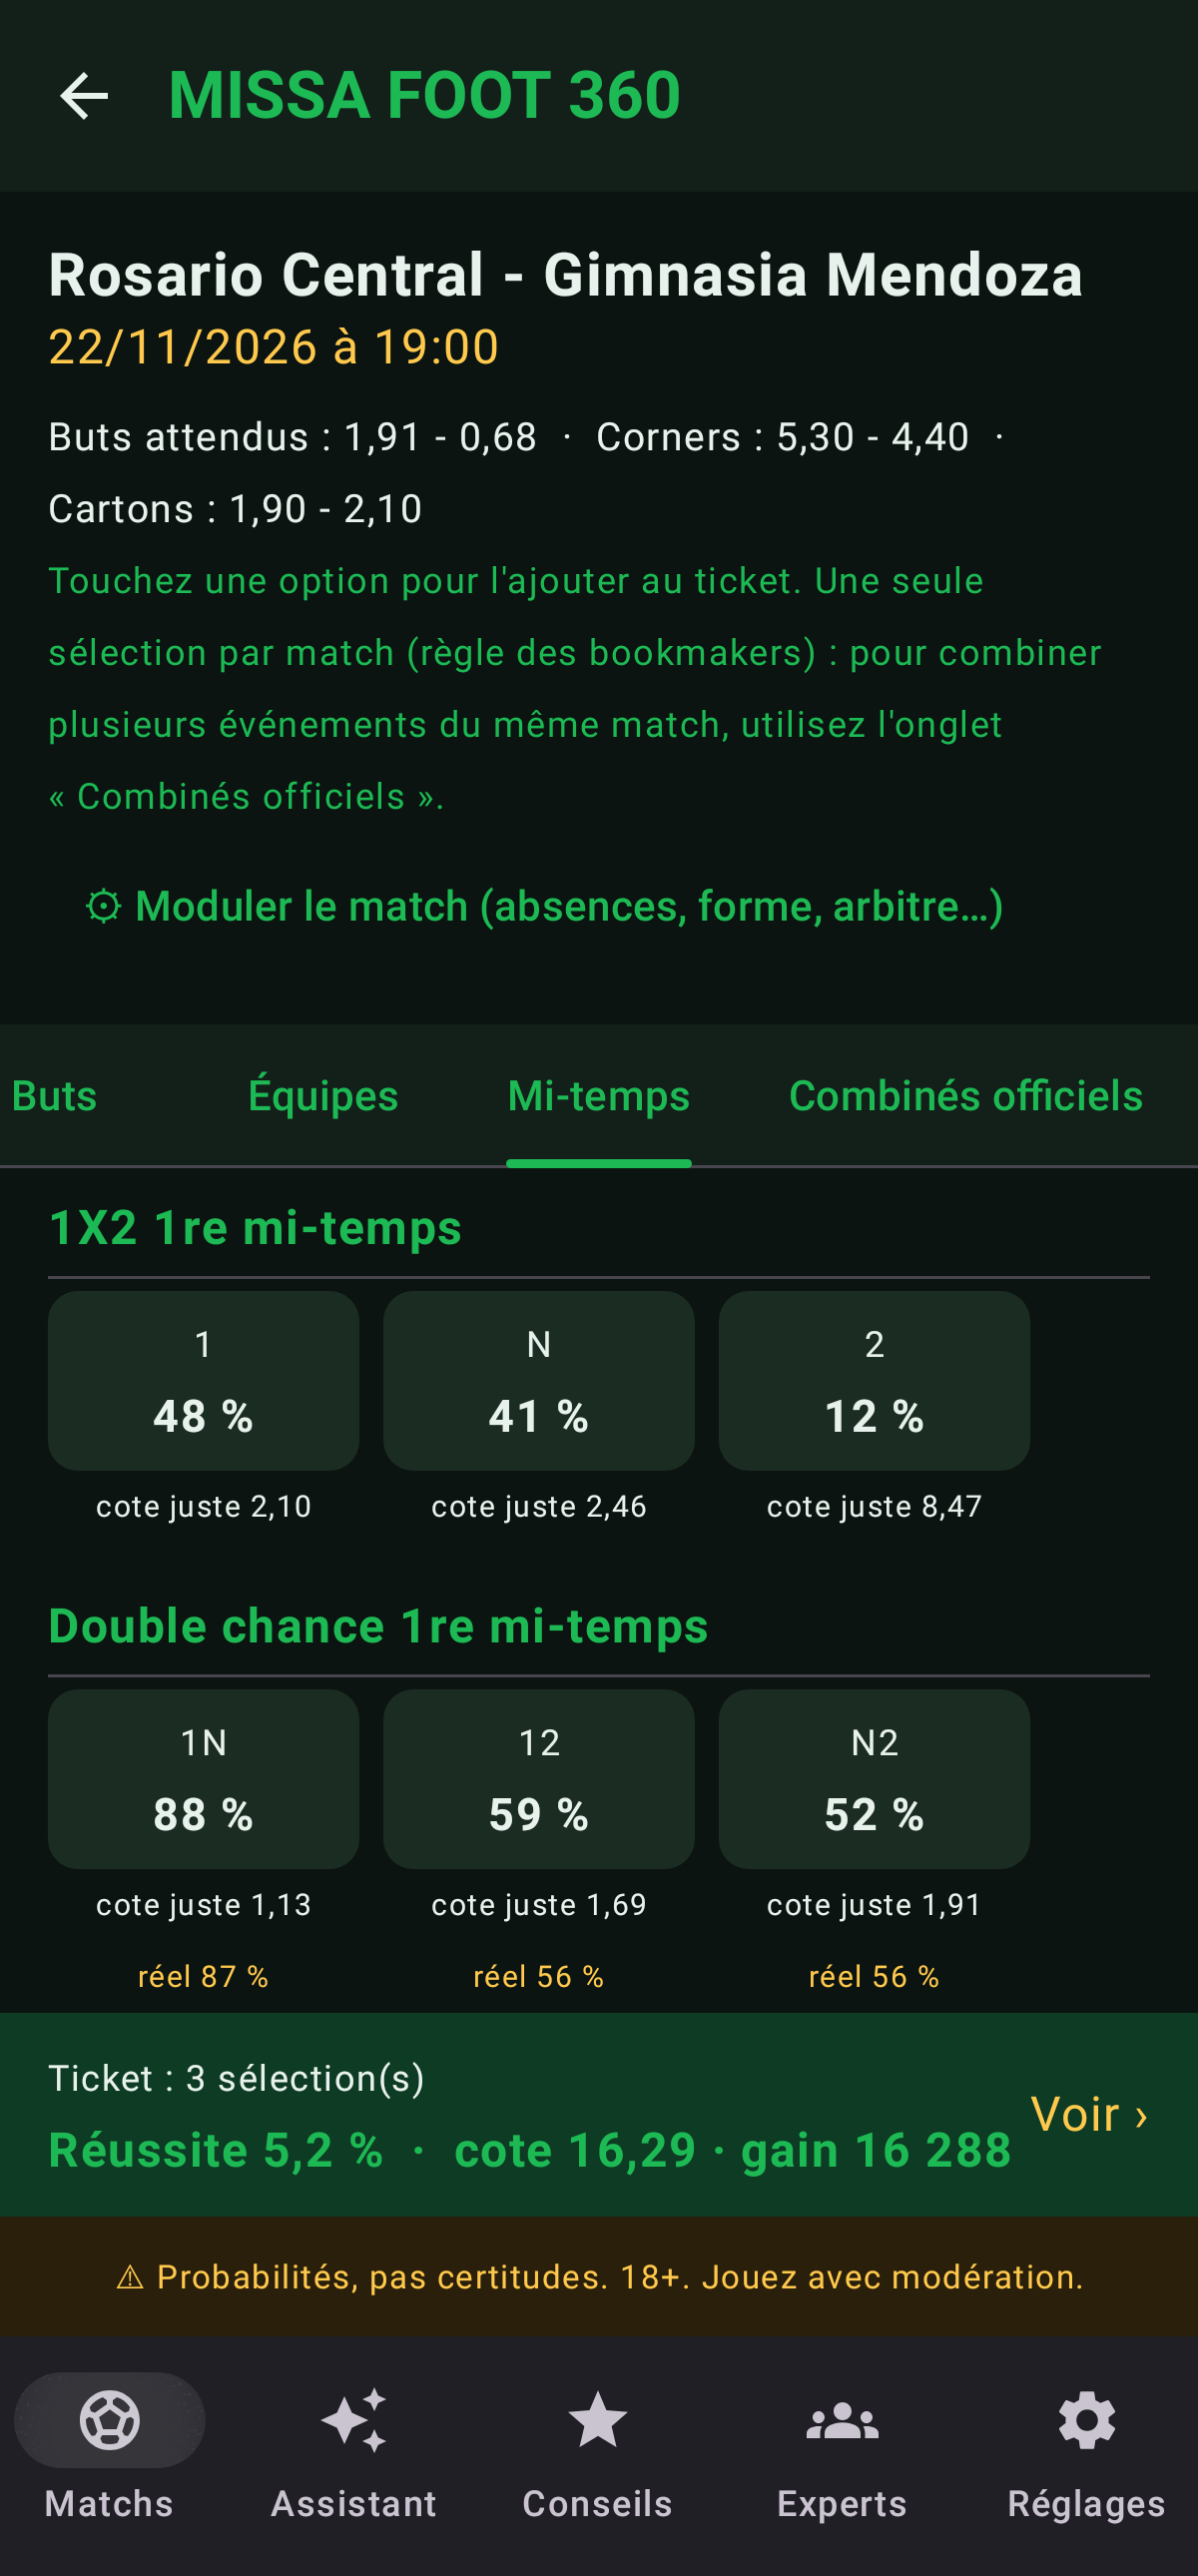 MISSA FOOT 360
Rosario Central - Gimnasia Mendoza
22/11/2026 à 19:00
Buts attendus : 1,91 - 0,68 · Corners : 5,30 - 4,40 ·
Cartons : 1,90 - 2,10
Touchez une option pour l'ajouter au ticket. Une seule
sélection par match (règle des bookmakers) : pour combiner
plusieurs événements du même match, utilisez l'onglet
« Combinés officiels ».
Moduler le match (absences, forme, arbitre…)
Buts Équipes Mi-temps Combinés officiels
1X2 1re mi-temps
1 N 2
48 % 41 % 12 %
cote juste 2,10 cote juste 2,46 cote juste 8,47
Double chance 1re mi-temps
1N 12 N2
88 % 59 % 52 %
cote juste 1,13 cote juste 1,69 cote juste 1,91
réel 87 % réel 56 % réel 56 %
Ticket : 3 sélection(s)
Réussite 5,2 % · cote 16,29 · gain 16 288
Voir ›
⚠ Probabilités, pas certitudes. 18+. Jouez avec modération.
Matchs Assistant Conseils Experts Réglages